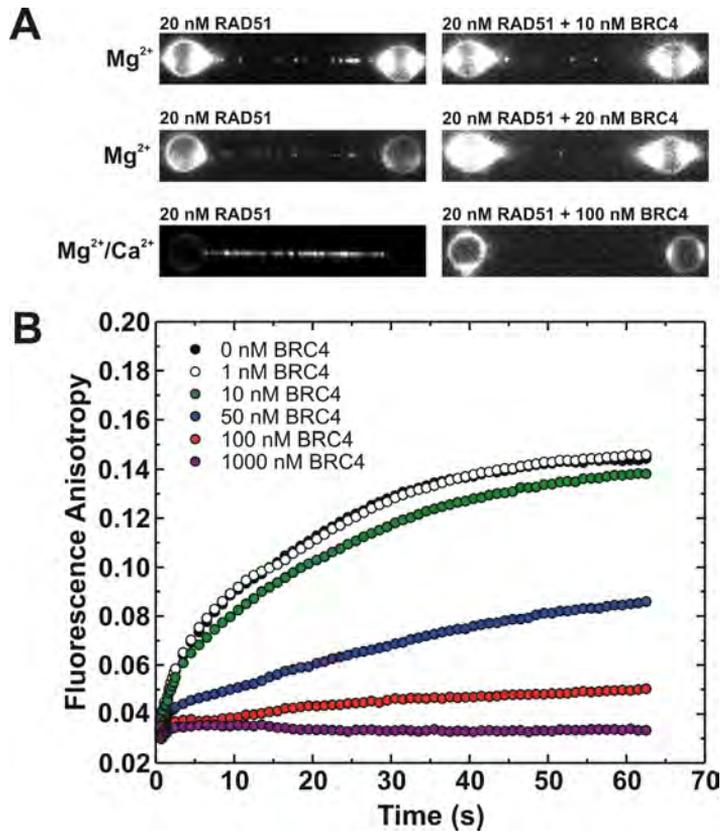 A
20 nM RAD51
20 nM RAD51 + 10 nM BRC4
Mg²⁺
20 nM RAD51
20 nM RAD51 + 20 nM BRC4
Mg²⁺
20 nM RAD51
20 nM RAD51 + 100 nM BRC4
Mg²⁺/Ca²⁺
B
0.20
0.18
0.16
0.14
0.12
0.10
0.08
0.06
0.04
0.02
Fluorescence Anisotropy
0 nM BRC4
1 nM BRC4
10 nM BRC4
50 nM BRC4
100 nM BRC4
1000 nM BRC4
0 10 20 30 40 50 60 70
Time (s)